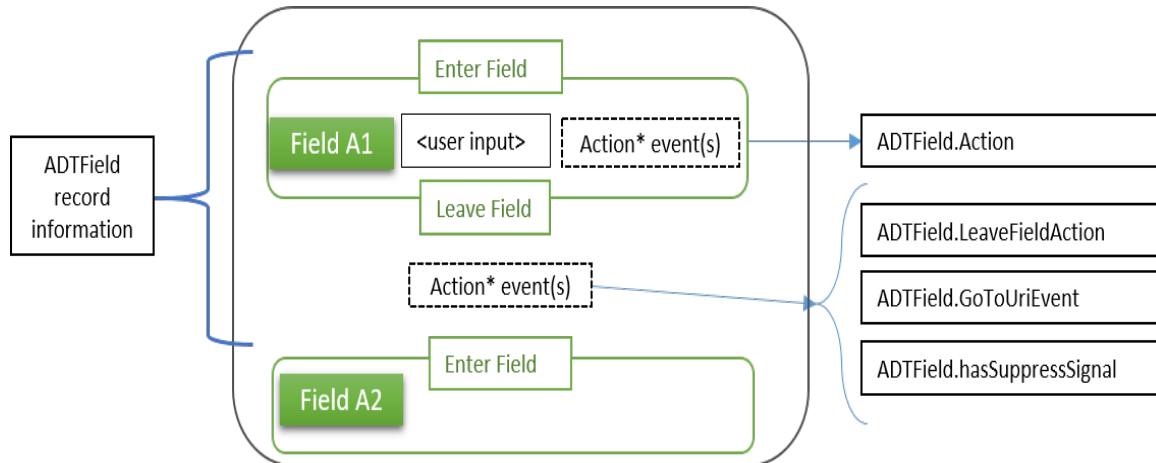 ADTField
record
information
Enter Field
Field A1
<user input>
Action* event(s)
Leave Field
Action* event(s)
Enter Field
Field A2
ADTField.Action
ADTField.LeaveFieldAction
ADTField.GoToUriEvent
ADTField.hasSuppressSignal